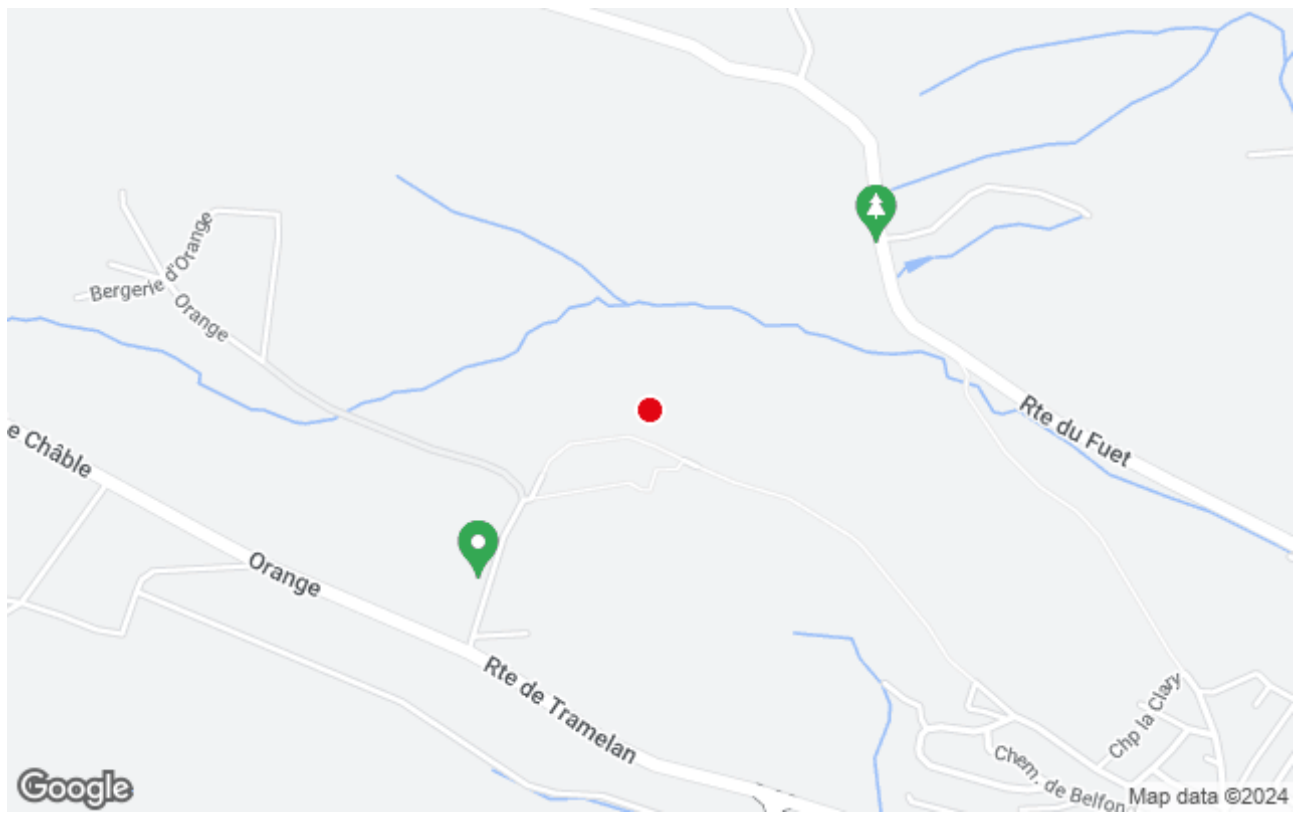 Bergerie d'Orange
Orange
e Châble
Rte du Fuet
Orange
Rte de Tramelan
Chp la Clary
Chem. de Belfon
Google
Map data ©2024